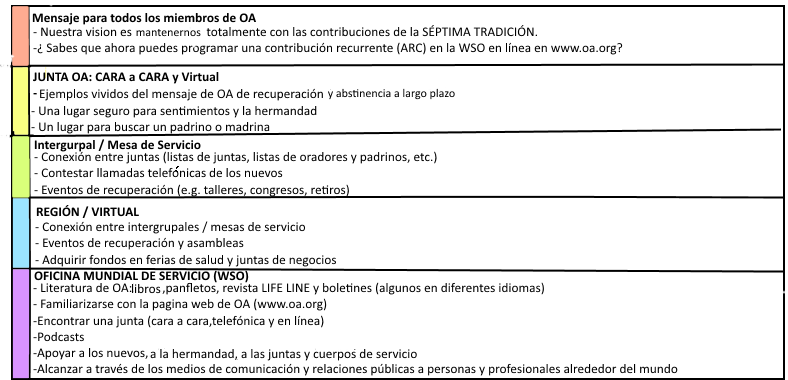 Mensaje para todos los miembros de OA
- Nuestra vision es mantenernos totalmente con las contribuciones de la SÉPTIMA TRADICIÓN.
-¿ Sabes que ahora puedes programar una contribución recurrente (ARC) en la WSO en línea en www.oa.org?
JUNTA OA: CARA a CARA y Virtual
- Ejemplos vividos del mensaje de OA de recuperación y abstinencia a largo plazo
- Una lugar seguro para sentimientos y la hermandad
- Un lugar para buscar un padrino o madrina
Intergurpal / Mesa de Servicio
- Conexión entre juntas (listas de juntas, listas de oradores y padrinos, etc.)
- Contestar llamadas telefónicas de los nuevos
- Eventos de recuperación (e.g. talleres, congresos, retiros)
REGIÓN / VIRTUAL
- Conexión entre intergrupales / mesas de servicio
- Eventos de recuperación y asambleas
- Adquirir fondos en ferias de salud y juntas de negocios
OFICINA MUNDIAL DE SERVICIO (WSO)
- Literatura de OA:libros ,panfletos, revista LIFE LINE y boletines (algunos en diferentes idiomas)
- Familiarizarse con la pagina web de OA (www.oa.org)
-Encontrar una junta (cara a cara,telefónica y en línea)
-Podcasts
-Apoyar a los nuevos, a la hermandad, a las juntas y cuerpos de servicio
-Alcanzar a través de los medios de comunicación y relaciones públicas a personas y profesionales alrededor del mundo